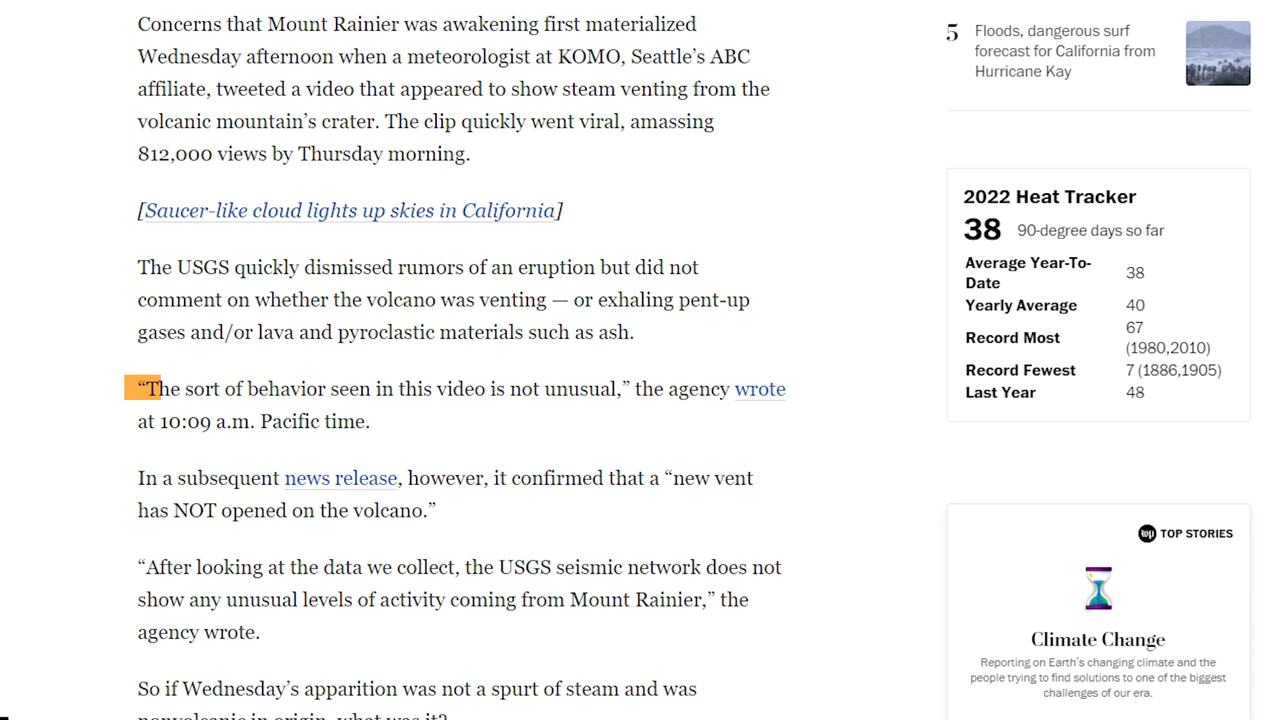 Concerns that Mount Rainier was awakening first materialized
Wednesday afternoon when a meteorologist at KOMO, Seattle’s ABC
affiliate, tweeted a video that appeared to show steam venting from the
volcanic mountain’s crater. The clip quickly went viral, amassing
812,000 views by Thursday morning.
[Saucer-like cloud lights up skies in California]
The USGS quickly dismissed rumors of an eruption but did not
comment on whether the volcano was venting — or exhaling pent-up
gases and/or lava and pyroclastic materials such as ash.
“The sort of behavior seen in this video is not unusual,” the agency wrote
at 10:09 a.m. Pacific time.
In a subsequent news release, however, it confirmed that a “new vent
has NOT opened on the volcano.”
“After looking at the data we collect, the USGS seismic network does not
show any unusual levels of activity coming from Mount Rainier,” the
agency wrote.
So if Wednesday’s apparition was not a spurt of steam and was
nonvolcanic in origin, what was it?
5 Floods, dangerous surf
forecast for California from
Hurricane Kay
2022 Heat Tracker
38 90-degree days so far
Average Year-To-
Date 38
Yearly Average 40
Record Most 67
(1980,2010)
Record Fewest 7 (1886,1905)
Last Year 48
wp TOP STORIES
Climate Change
Reporting on Earth’s changing climate and the
people trying to find solutions to one of the biggest
challenges of our era.